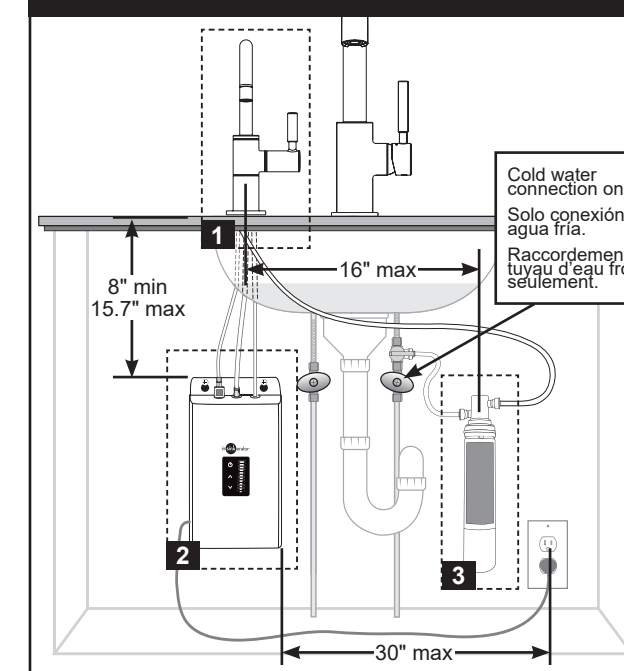 Cold water
connection on
Solo conexión
agua fría.
Raccordemen
tuyau d'eau fro
seulement.
1
16" max
8" min
15.7" max
2
3
30" max